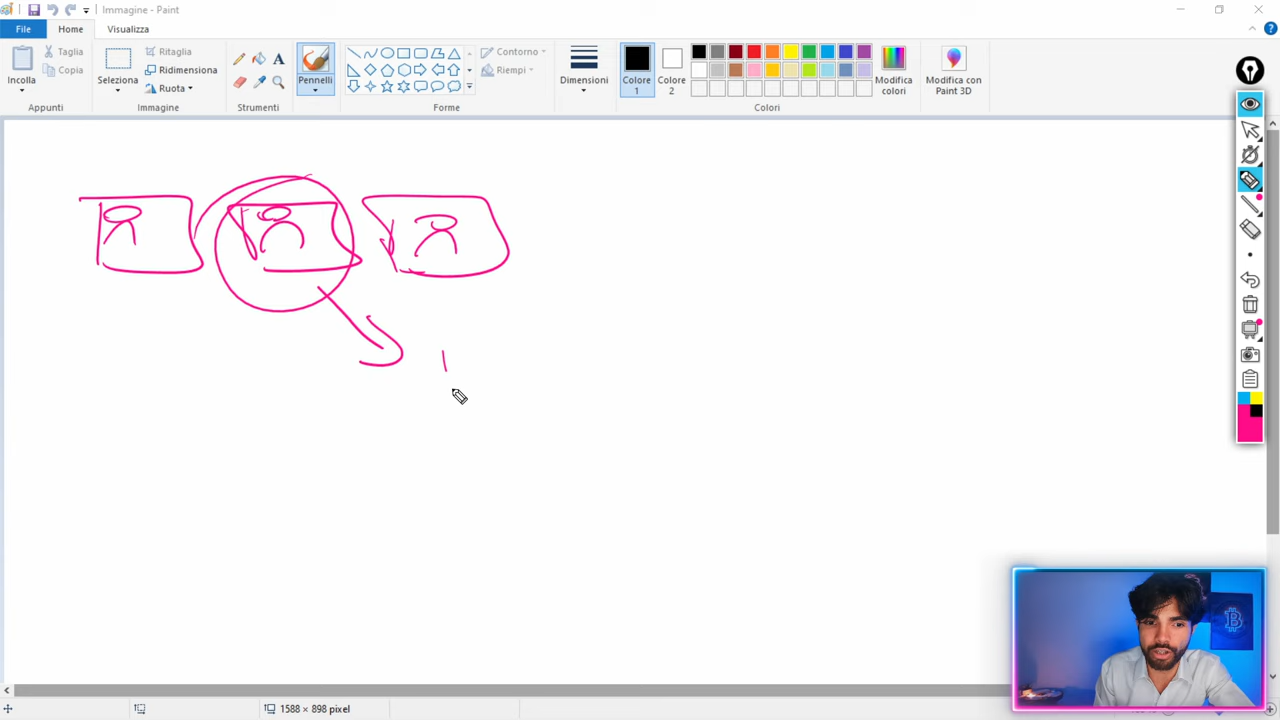 Immagine - Paint
File Home Visualizza
Incolla
Taglia
Copia
Appunti
Seleziona
Ritaglia
Ridimensiona
Ruota
Immagine
Strumenti
Pennelli
Contorno
Riempi
Forme
Dimensioni
Colore
1
Colore
2
Modifica
colori
Colori
Modifica con
Paint 3D
1588 × 898 pixel